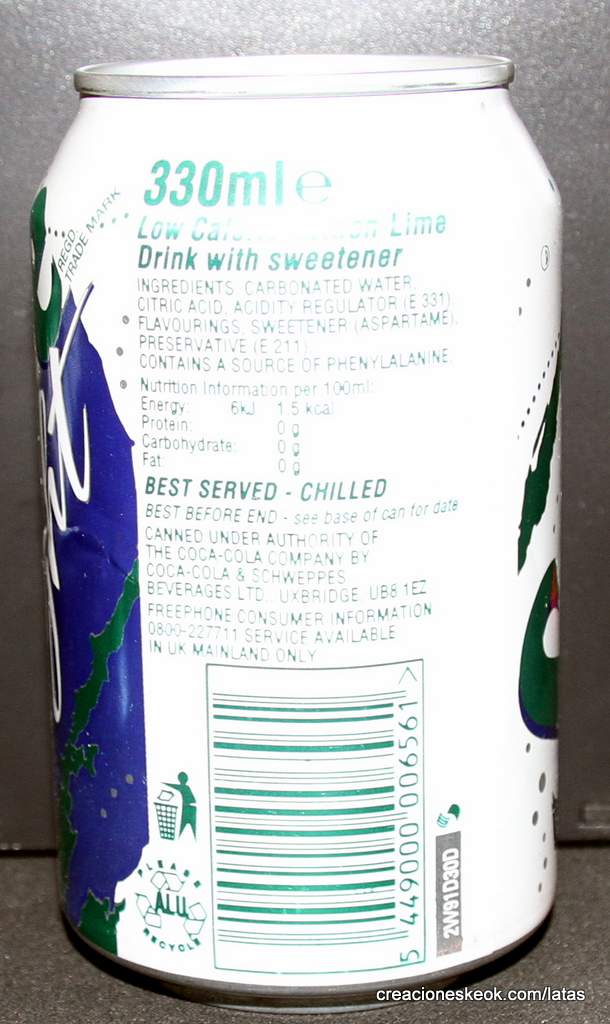 330ml e
Low Lime
Drink with sweetener
INGREDIENTS: CARBONATED WATER,
CITRIC ACID, ACIDITY REGULATOR (E 331),
FLAVOURINGS, SWEETENER (ASPARTAME),
PRESERVATIVE (E 211).
CONTAINS A SOURCE OF PHENYLALANINE.
Nutrition Information per 100ml:
Energy: 6kJ 1.5 kcal
Protein: 0 g
Carbohydrate: 0 g
Fat: 0 g
BEST SERVED - CHILLED
BEST BEFORE END - see base of can for date
CANNED UNDER AUTHORITY OF
THE COCA-COLA COMPANY BY
COCA-COLA & SCHWEPPES
BEVERAGES LTD., UXBRIDGE, UB8 1EZ
FREEPHONE CONSUMER INFORMATION
0800-227711 SERVICE AVAILABLE
IN UK MAINLAND ONLY
REGD
TRADE MARK
5 449000 006561 >
2W91D30D
PLEASE
ALU
RECYCLE
creacioneskeok.com/latas